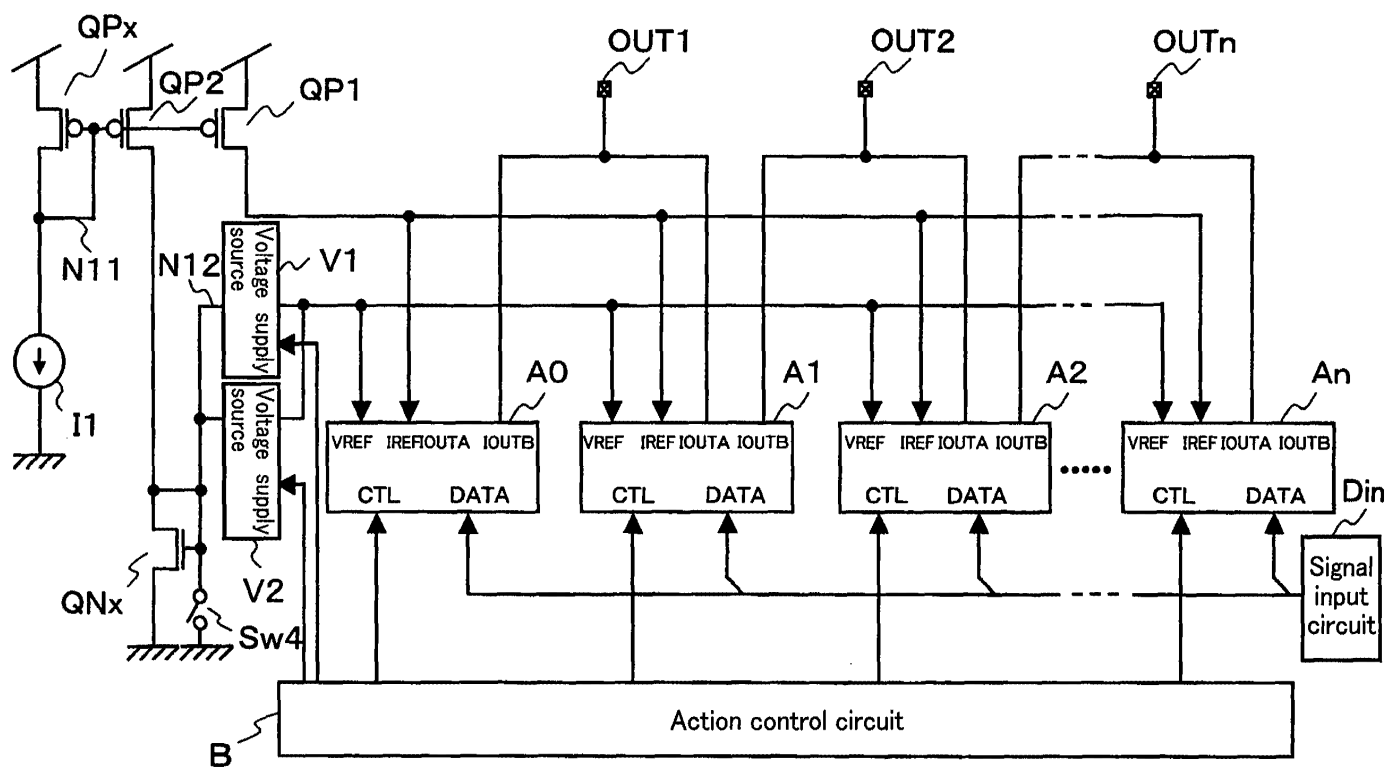 QPx
QP2
QP1
OUT1
OUT2
OUTn
N11
N12
Voltage supply
source
V1
Voltage supply
source
V2
I1
QNx
Sw4
A0
A1
A2
An
VREF IREF IOUTA IOUTB
CTL DATA
VREF IREF IOUTA IOUTB
CTL DATA
VREF IREF IOUTA IOUTB
CTL DATA
VREF IREF IOUTA IOUTB
CTL DATA
Din
Signal
input
circuit
B
Action control circuit